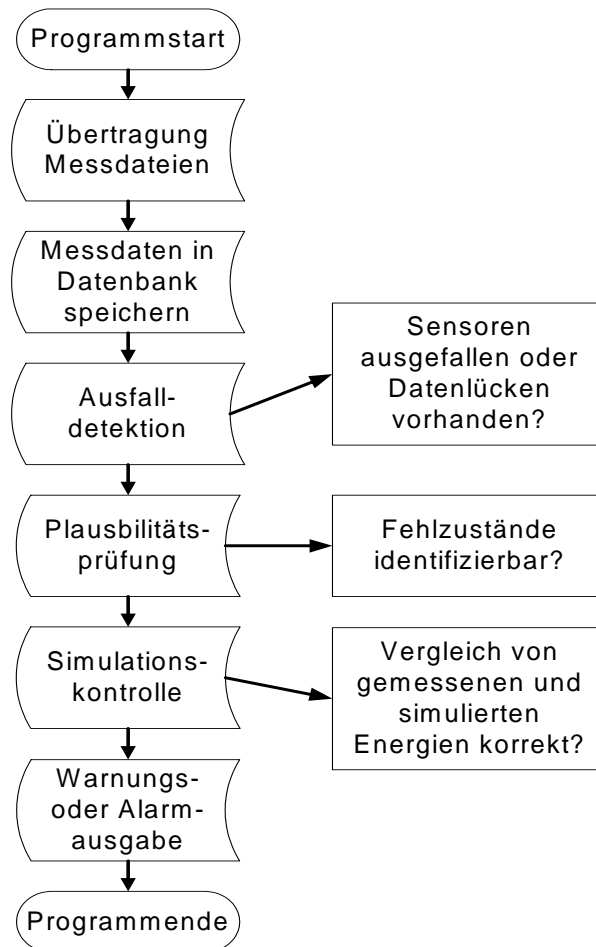 Programmstart
Übertragung
Messdateien
Messdaten in
Datenbank
speichern
Ausfall-
detektion
Sensoren
ausgefallen oder
Datenlücken
vorhanden?
Plausbilitäts-
prüfung
Fehlzustände
identifizierbar?
Simulations-
kontrolle
Vergleich von
gemessenen und
simulierten
Energien korrekt?
Warnungs-
oder Alarm-
ausgabe
Programmende